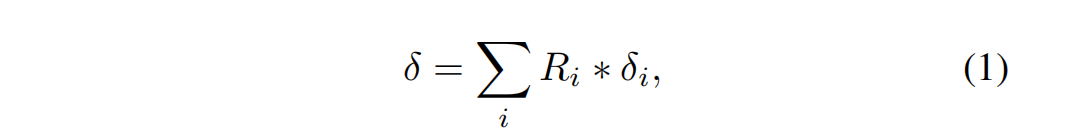 δ = ∑_i R_i ∗ δ_i, (1)